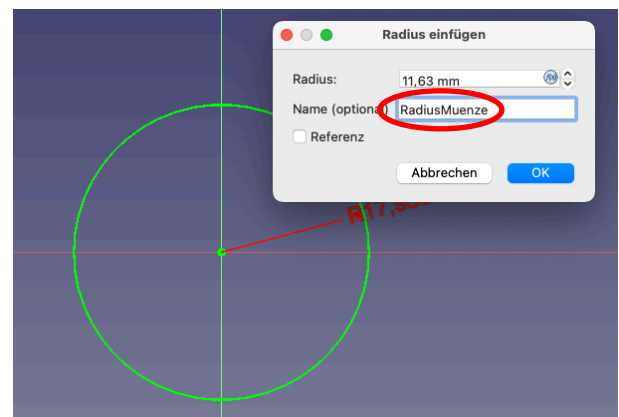 Radius einfügen
Radius: 11,63 mm
Name (optional) RadiusMuenze
Referenz
Abbrechen OK